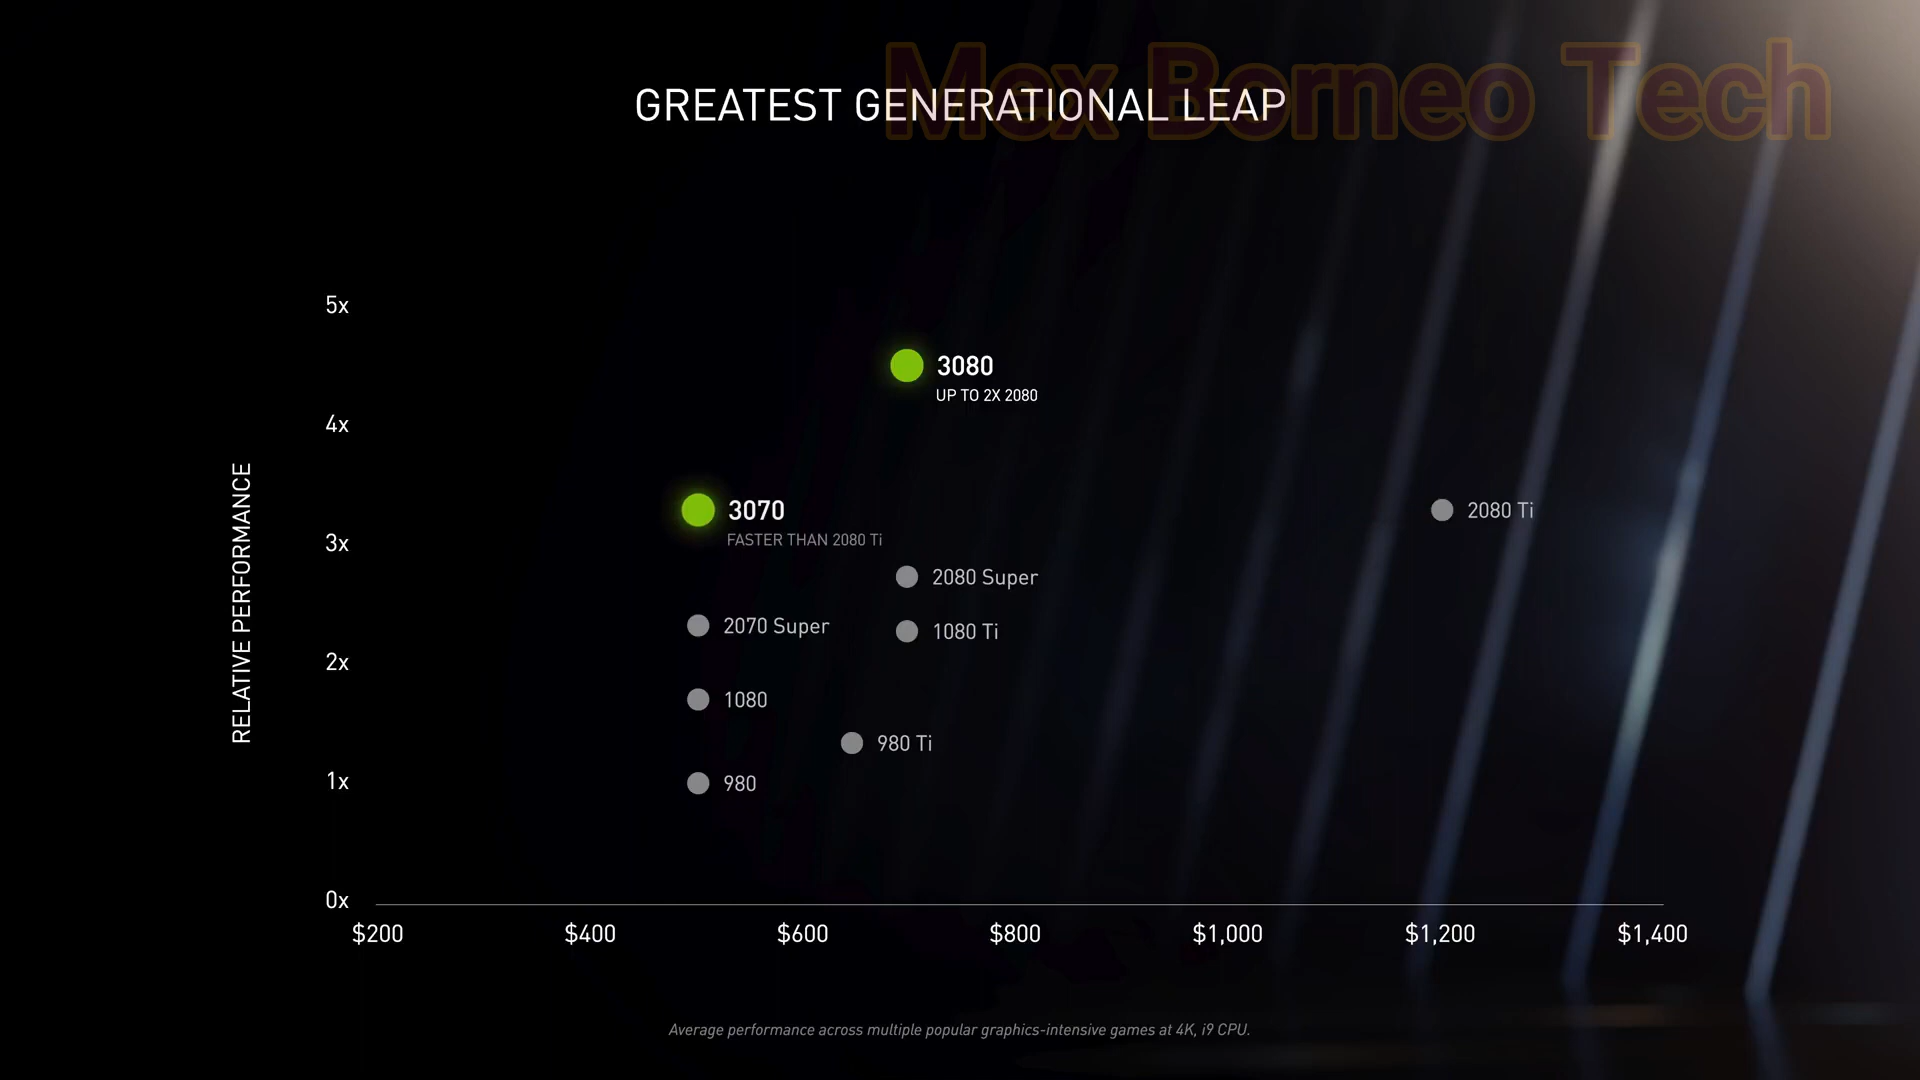 Mex Borneo Tech
GREATEST GENERATIONAL LEAP
5x
3080
UP TO 2X 2080
4x
RELATIVE PERFORMANCE
3070
2080 Ti
FASTER THAN 2080 Ti
3x
2080 Super
2070 Super
1080 Ti
2x
1080
980 Ti
1x
980
0x
$200 $400 $600 $800 $1,000 $1,200 $1,400
Average performance across multiple popular graphics-intensive games at 4K, i9 CPU.